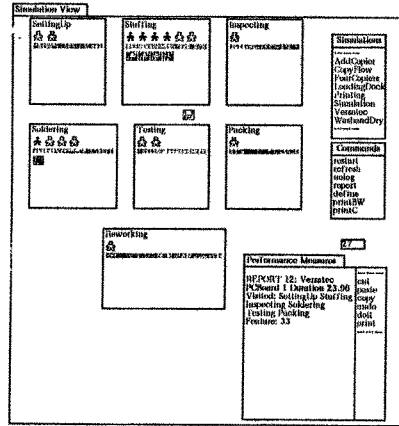 Simulation View
SettingUp
Stuffing
Inspecting
Soldering
Testing
Packing
Reworking
Simulations
AddCopier
CopyFlow
FourCopiers
LoadingDock
Printing
Simulation
Versatec
WashandDry
Commands
restart
refresh
nolog
report
define
printBW
printC
27
Performance Measures
REPORT 12: Versatec
PCBoard 1 Duration 23.96
Visited: SettingUp Stuffing
Inspecting Soldering
Testing Packing
Feature: 33
cut
paste
copy
undo
doit
print